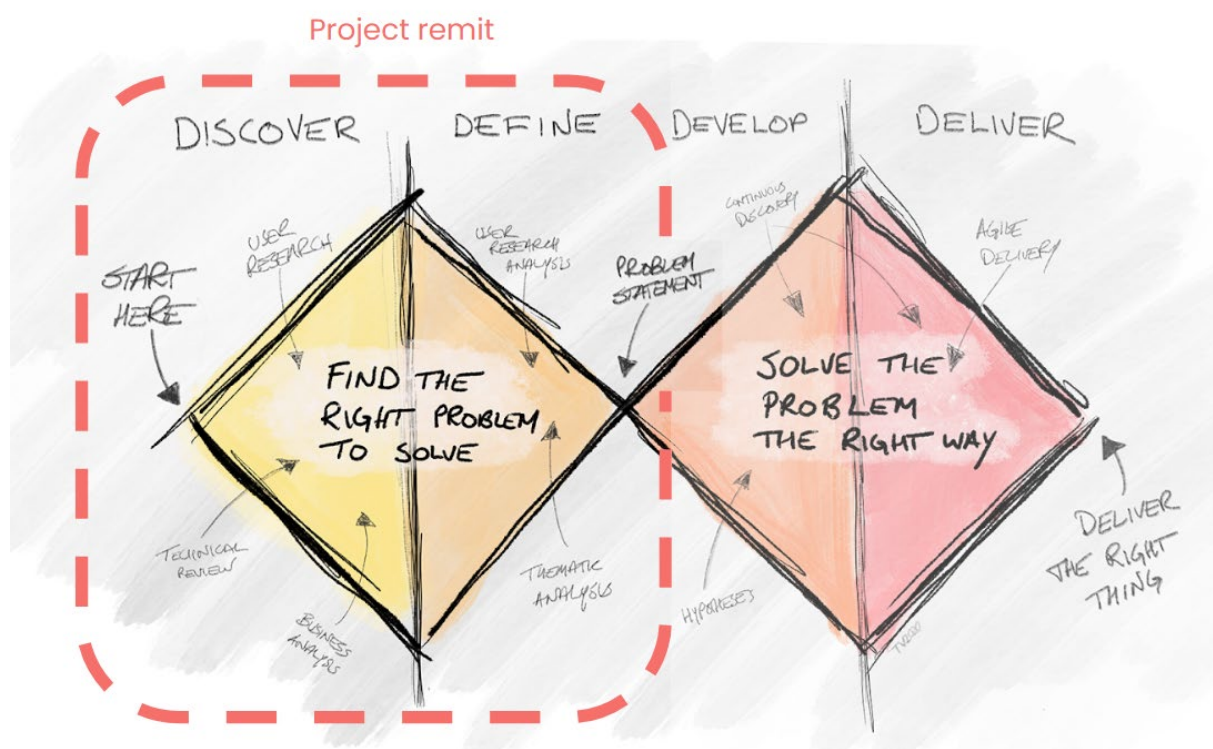 Project remit
DISCOVER
DEFINE
DEVELOP
DELIVER
START
HERE
USER
RESEARCH
USER
RESEARCH
ANALYSIS
PROBLEM
STATEMENT
CONTINUOUS
DISCOVERY
AGILE
DELIVERY
FIND THE
RIGHT PROBLEM
TO SOLVE
SOLVE THE
PROBLEM
THE RIGHT WAY
TECHNICAL
REVIEW
BUSINESS
ANALYSIS
THEMATIC
ANALYSIS
HYPOTHESES
DELIVER
THE RIGHT
THING
TV2020